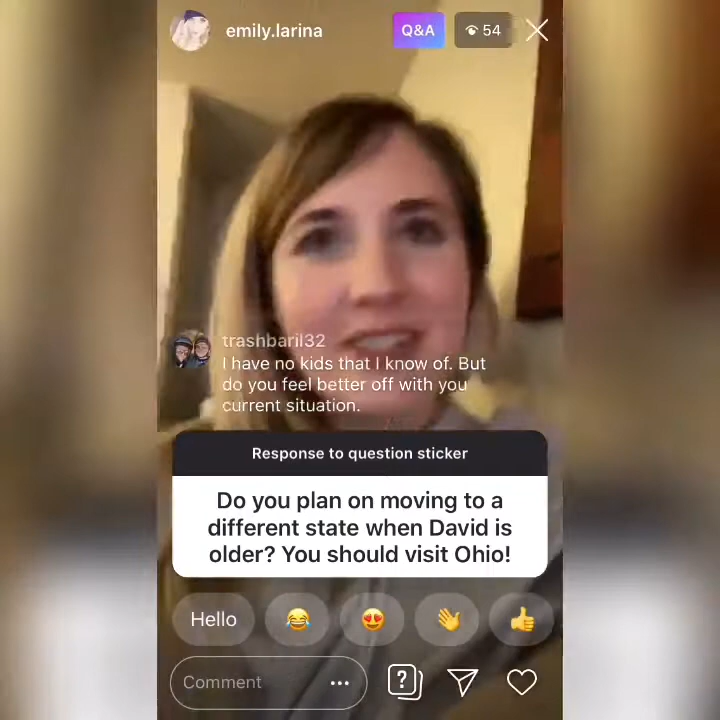 emily.larina
Q&A
54
trashbaril32
I have no kids that I know of. But
do you feel better off with you
current situation.
Response to question sticker
Do you plan on moving to a
different state when David is
older? You should visit Ohio!
Hello
Comment